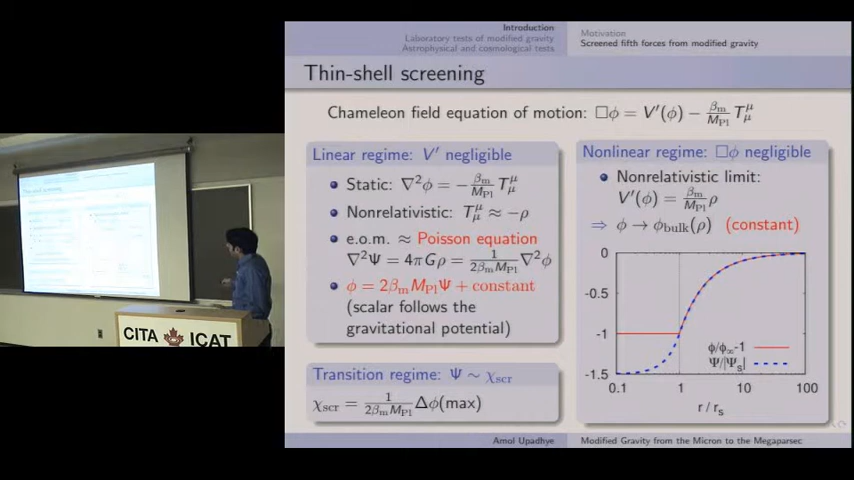 Introduction
Laboratory tests of modified gravity
Astrophysical and cosmological tests
Motivation
Screened fifth forces from modified gravity
Thin-shell screening
Chameleon field equation of motion: □ϕ = V′(ϕ) − βm/MPl Tμμ
Linear regime: V′ negligible
Static: ∇²ϕ = −βm/MPl Tμμ
Nonrelativistic: Tμμ ≈ −ρ
e.o.m. ≈ Poisson equation
∇²Ψ = 4πGρ = 1/(2βmMPl) ∇²ϕ
ϕ = 2βmMPlΨ + constant
(scalar follows the
gravitational potential)
Transition regime: Ψ ∼ χscr
χscr = 1/(2βmMPl) Δϕ(max)
Nonlinear regime: □ϕ negligible
Nonrelativistic limit:
V′(ϕ) = βm/MPl ρ
⇒ ϕ → ϕbulk(ρ) (constant)
0
-0.5
-1
-1.5
ϕ/ϕ∞-1
Ψ/|Ψs|
0.1 1 10 100
r / rs
Amol Upadhye
Modified Gravity from the Micron to the Megaparsec
CITA ICAT